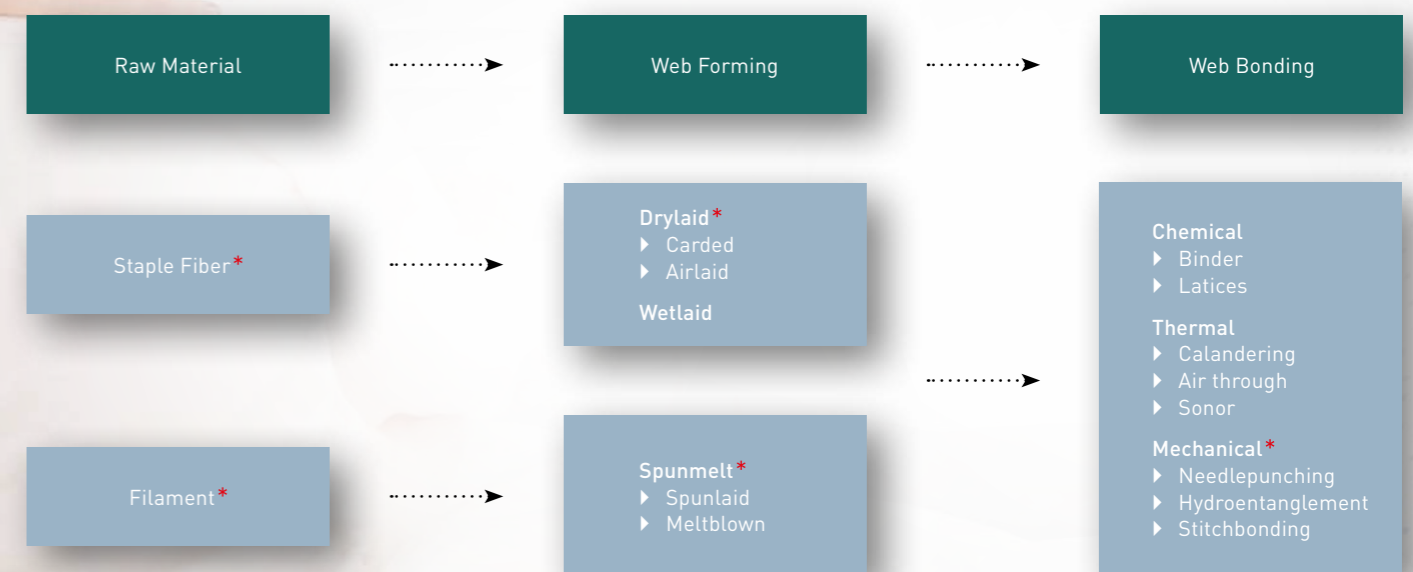 Raw Material
Web Forming
Web Bonding
Staple Fiber*
Drylaid*
Carded
Airlaid
Wetlaid
Filament*
Spunmelt*
Spunlaid
Meltblown
Chemical
Binder
Latices
Thermal
Calandering
Air through
Sonor
Mechanical*
Needlepunching
Hydroentanglement
Stitchbonding